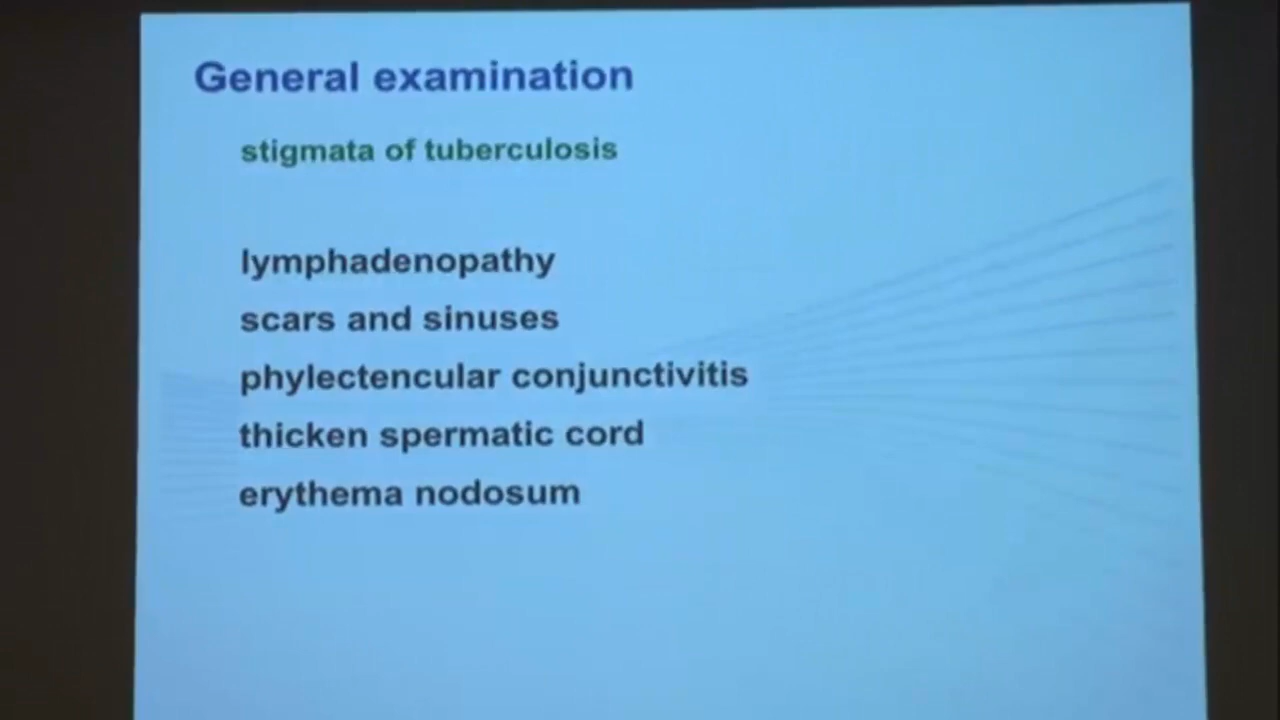 General examination
stigmata of tuberculosis
lymphadenopathy
scars and sinuses
phylectencular conjunctivitis
thicken spermatic cord
erythema nodosum